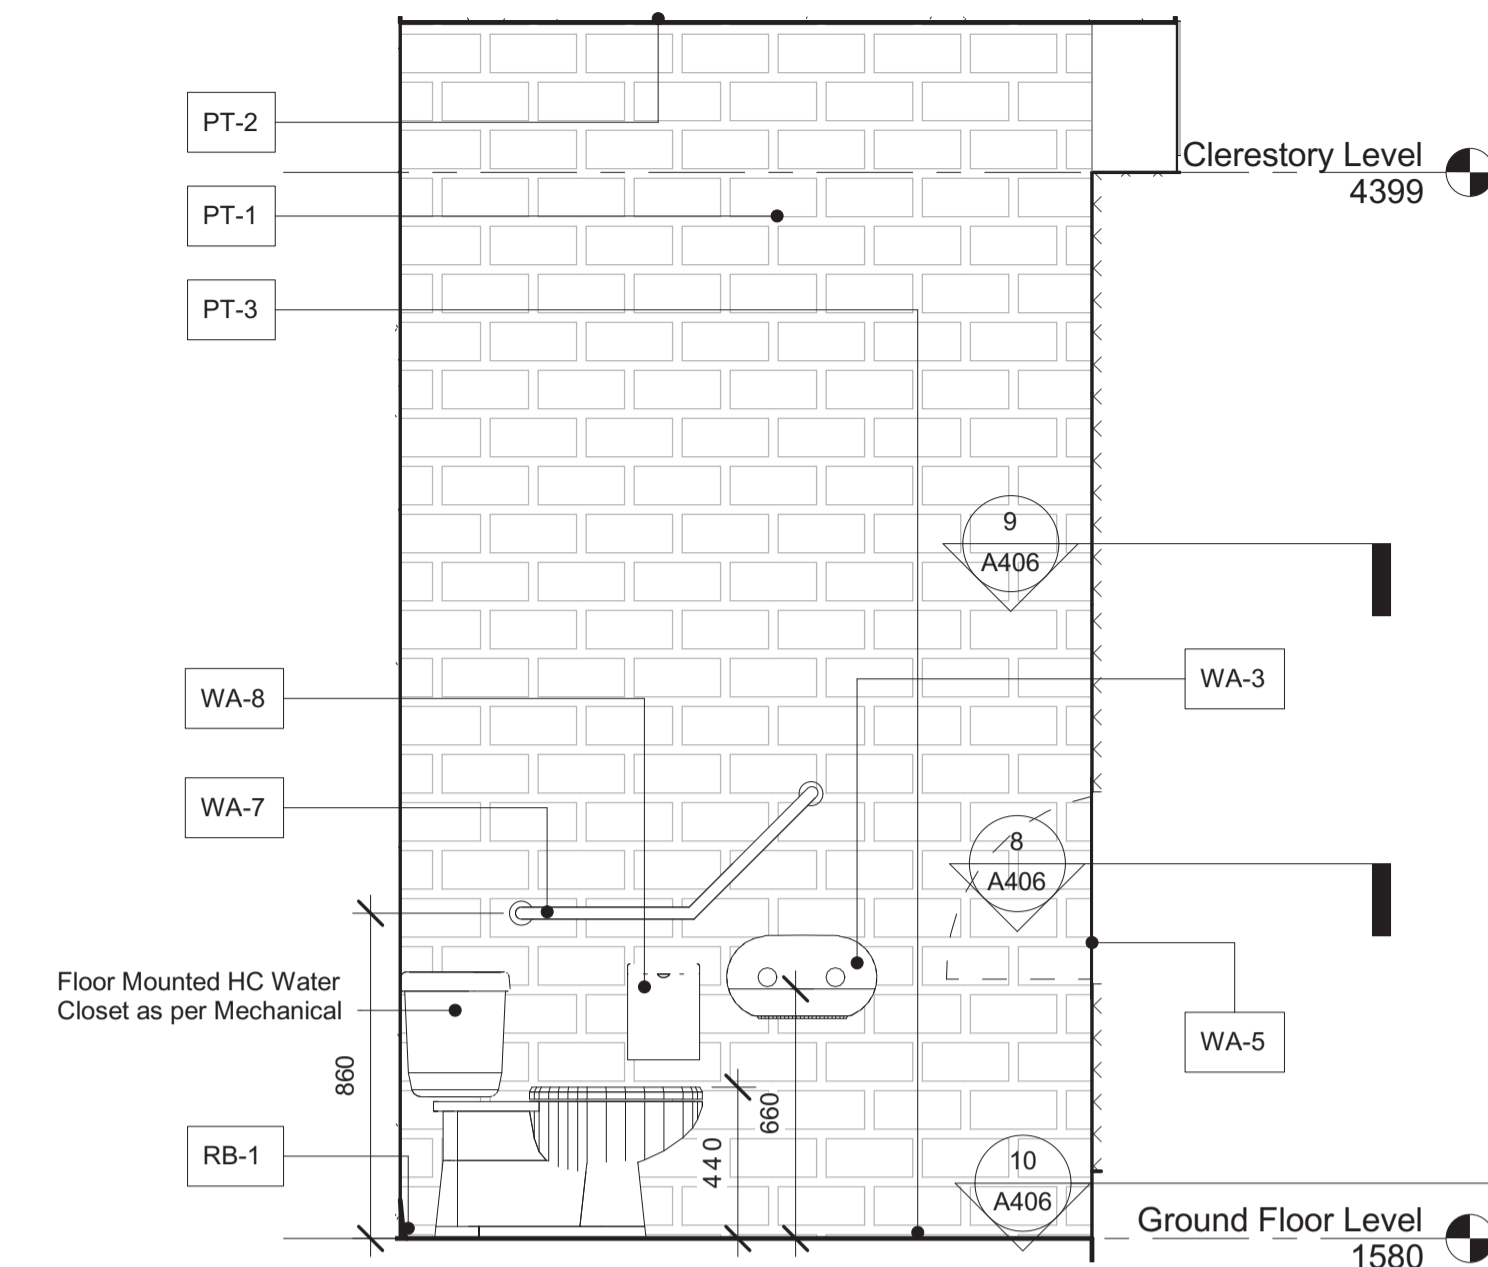 PT-2
Clerestory Level
4399
PT-1
PT-3
9
A406
WA-3
WA-8
WA-7
8
A406
Floor Mounted HC Water
Closet as per Mechanical
WA-5
860
660
440
RB-1
10
A406
Ground Floor Level
1580